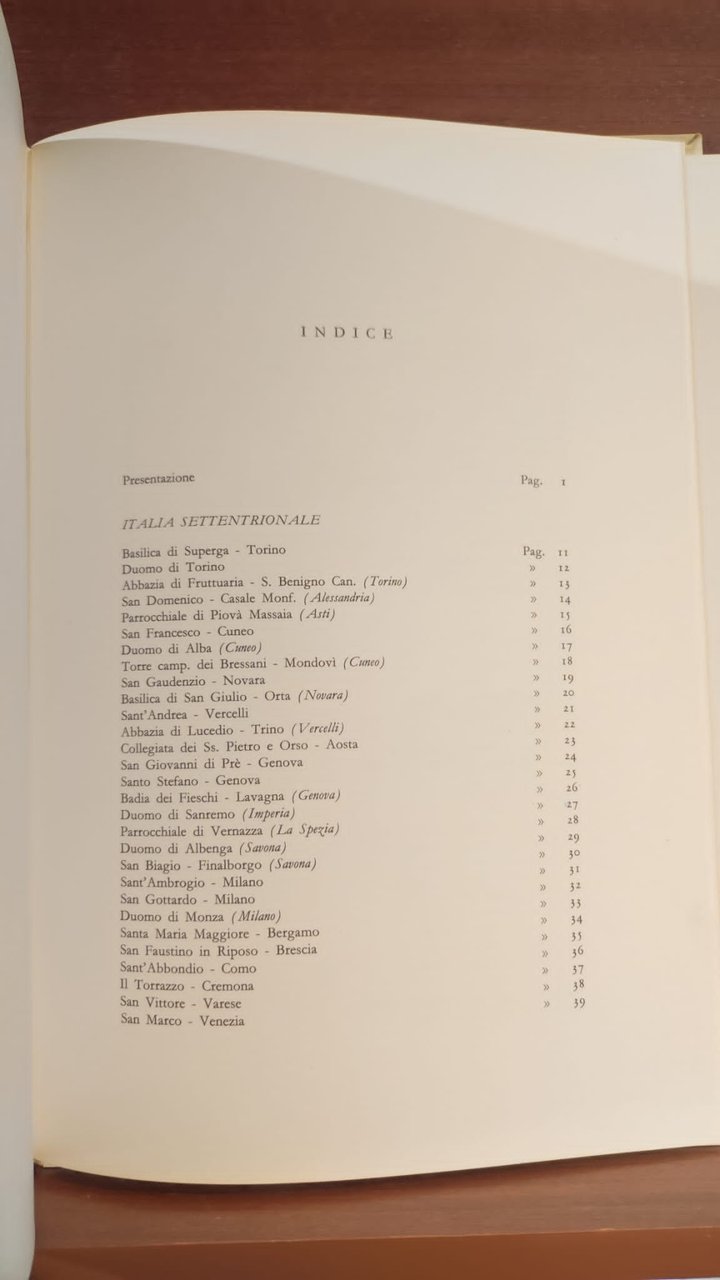 INDICE
Presentazione Pag. 1
ITALIA SETTENTRIONALE
Basilica di Superga - Torino Pag. 11
Duomo di Torino » 12
Abbazia di Fruttuaria - S. Benigno Can. (Torino) » 13
San Domenico - Casale Monf. (Alessandria) » 14
Parrocchiale di Piovà Massaia (Asti) » 15
San Francesco - Cuneo » 16
Duomo di Alba (Cuneo) » 17
Torre camp. dei Bressani - Mondovì (Cuneo) » 18
San Gaudenzio - Novara » 19
Basilica di San Giulio - Orta (Novara) » 20
Sant'Andrea - Vercelli » 21
Abbazia di Lucedio - Trino (Vercelli) » 22
Collegiata dei Ss. Pietro e Orso - Aosta » 23
San Giovanni di Prè - Genova » 24
Santo Stefano - Genova » 25
Badia dei Fieschi - Lavagna (Genova) » 26
Duomo di Sanremo (Imperia) » 27
Parrocchiale di Vernazza (La Spezia) » 28
Duomo di Albenga (Savona) » 29
San Biagio - Finalborgo (Savona) » 30
Sant'Ambrogio - Milano » 31
San Gottardo - Milano » 32
Duomo di Monza (Milano) » 33
Santa Maria Maggiore - Bergamo » 34
San Faustino in Riposo - Brescia » 35
Sant'Abbondio - Como » 36
Il Torrazzo - Cremona » 37
San Vittore - Varese » 38
San Marco - Venezia » 39